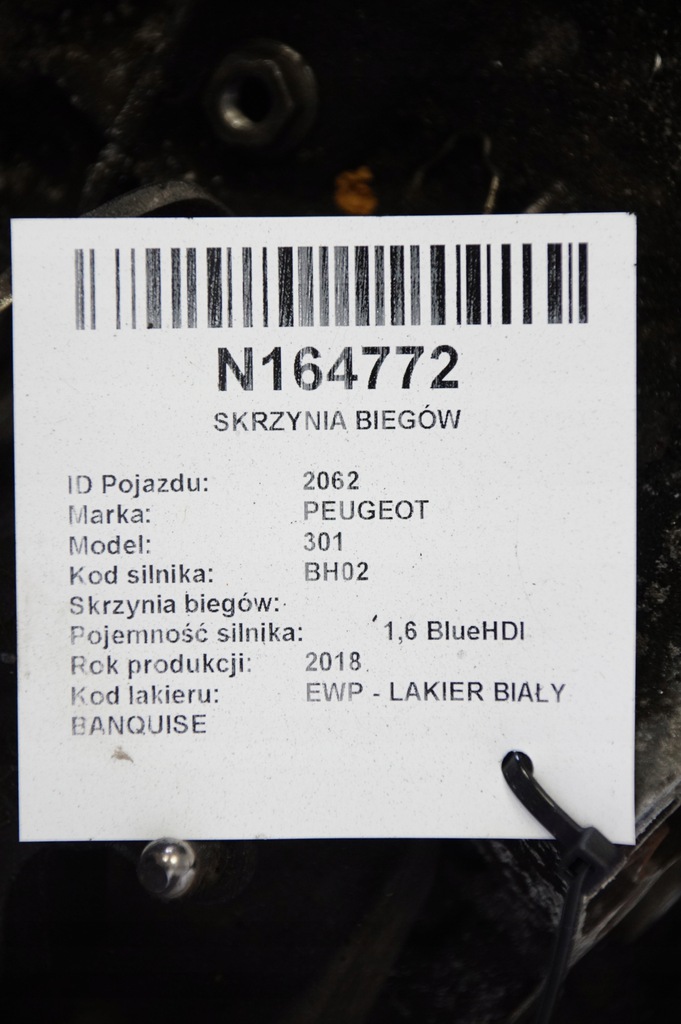 N164772
SKRZYNIA BIEGÓW
ID Pojazdu: 2062
Marka: PEUGEOT
Model: 301
Kod silnika: BH02
Skrzynia biegów:
Pojemność silnika: 1,6 BlueHDI
Rok produkcji: 2018
Kod lakieru: EWP - LAKIER BIAŁY
BANQUISE